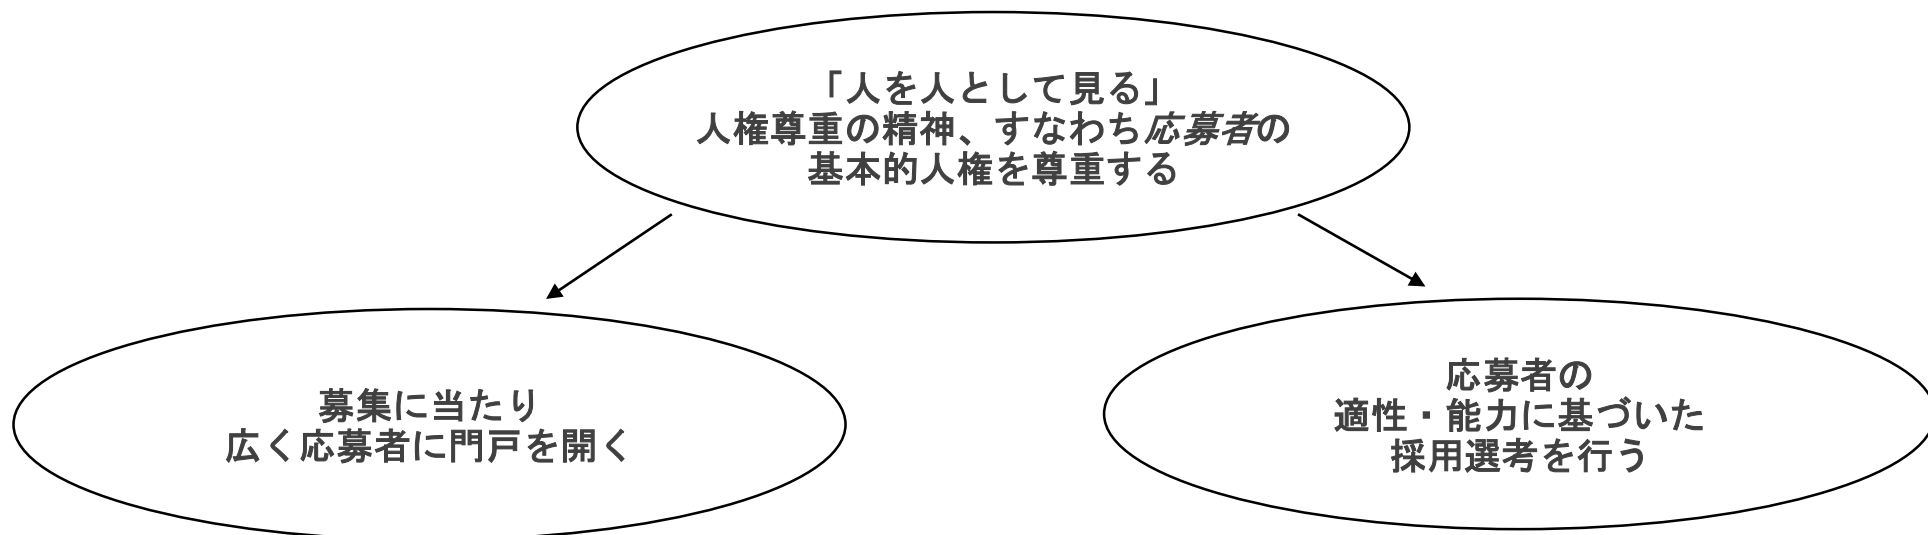 「人を人として見る」
人権尊重の精神、すなわち応募者の
基本的人権を尊重する
募集に当たり
広く応募者に門戸を開く
応募者の
適性・能力に基づいた
採用選考を行う